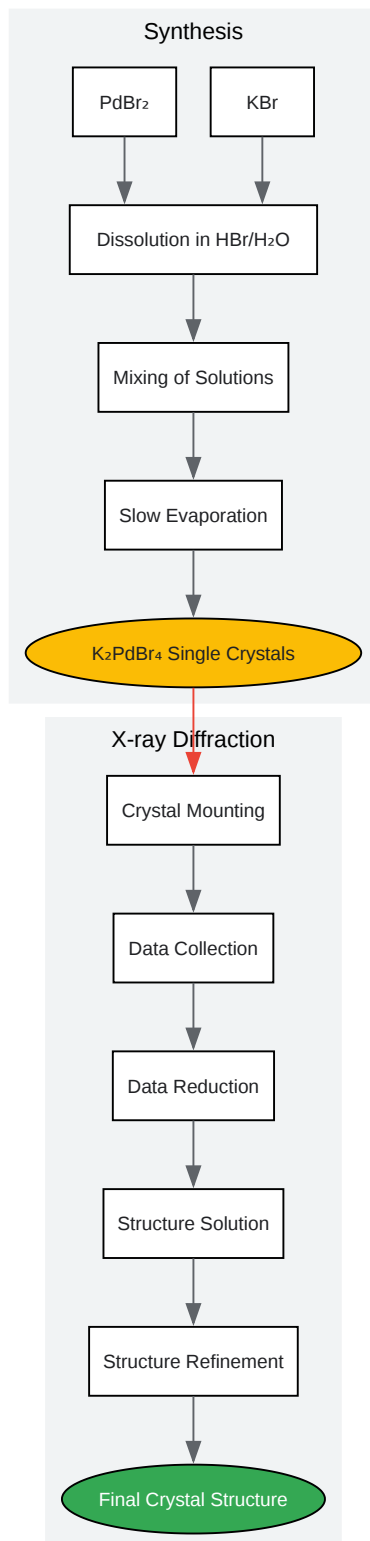 Synthesis
PdBr₂
KBr
Dissolution in HBr/H₂O
Mixing of Solutions
Slow Evaporation
K₂PdBr₄ Single Crystals
X-ray Diffraction
Crystal Mounting
Data Collection
Data Reduction
Structure Solution
Structure Refinement
Final Crystal Structure